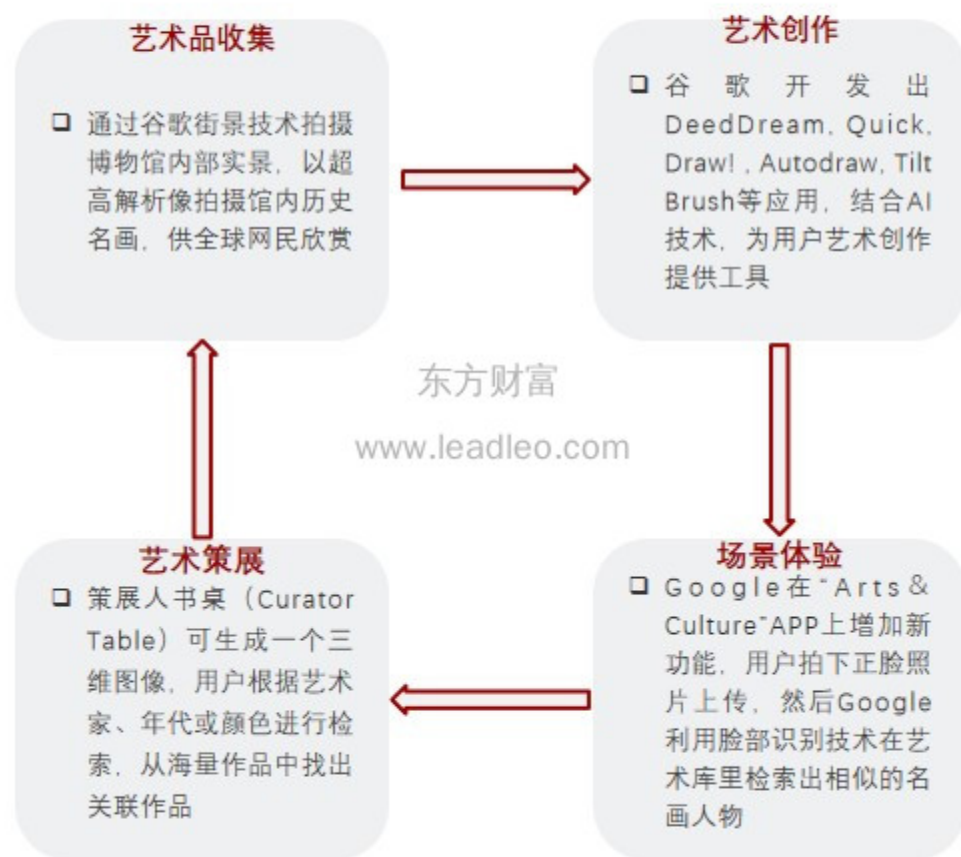 艺术品收集
通过谷歌街景技术拍摄
博物馆内部实景，以超
高解析像拍摄馆内历史
名画，供全球网民欣赏
艺术创作
谷歌开发出
DeedDream, Quick,
Draw! , Autodraw, Tilt
Brush等应用，结合AI
技术，为用户艺术创作
提供工具
东方财富
www.leadleo.com
艺术策展
策展人书桌（Curator
Table）可生成一个三
维图像，用户根据艺术
家、年代或颜色进行检
索，从海量作品中找出
关联作品
场景体验
Google在“Arts＆
Culture”APP上增加新
功能，用户拍下正脸照
片上传，然后Google
利用脸部识别技术在艺
术库里检索出相似的名
画人物